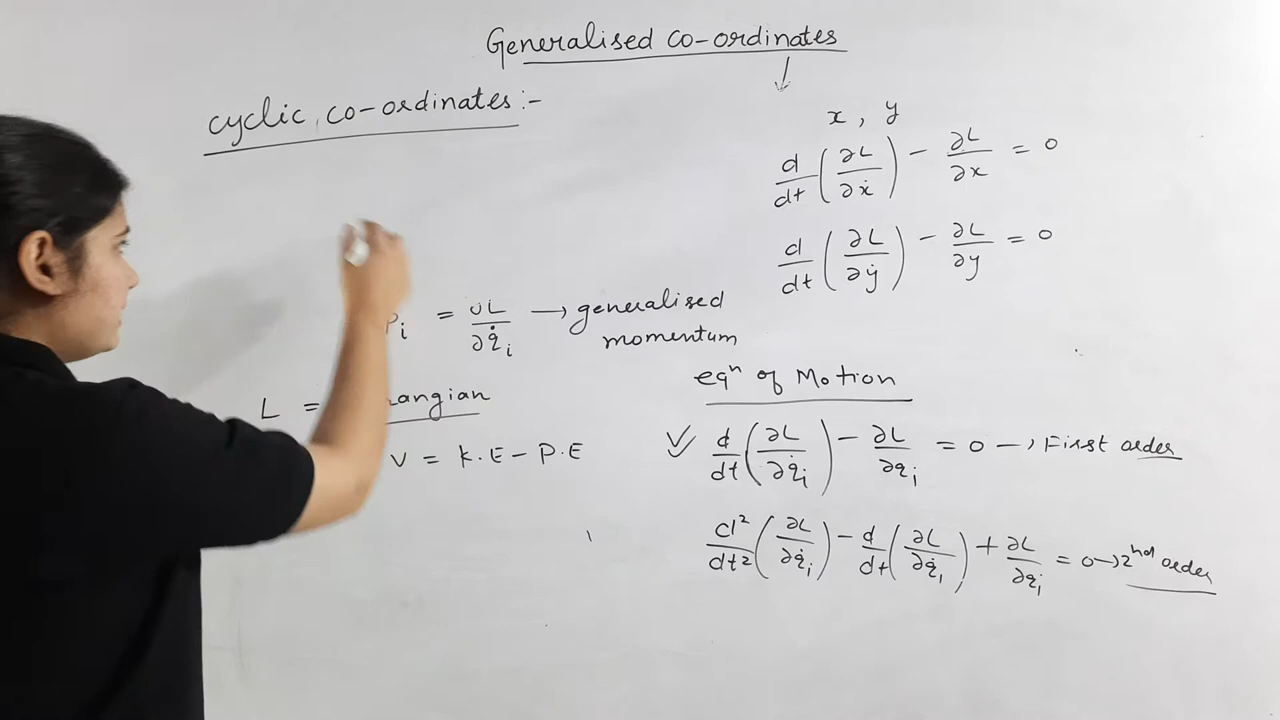 Generalised co-ordinates
↓
cyclic co-ordinates:-
x, y
d/dt (∂L/∂ẋ) - ∂L/∂x = 0
d/dt (∂L/∂ẏ) - ∂L/∂y = 0
Pi = ∂L/∂q̇i → generalised
momentum
eqn of Motion
L = angian
d/dt (∂L/∂q̇i) - ∂L/∂qi = 0 → First order
V = K.E - P.E
d²/dt² (∂L/∂q̇i) - d/dt (∂L/∂q̇i) + ∂L/∂qi = 0 → 2nd order